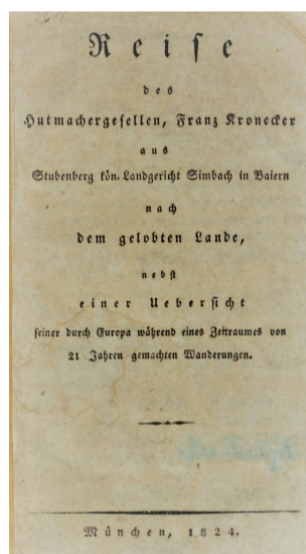 Reise
des
Hutmachergesellen, Franz Kronecker
aus
Stubenberg kön. Landgericht Simbach in Baiern
nach
dem gelobten Lande,
nebst
einer Uebersicht
seiner durch Europa während eines Zeitraumes von
21 Jahren gemachten Wanderungen.
München, 1824.